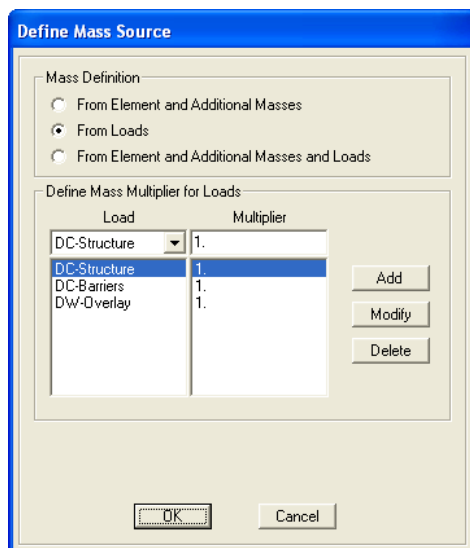 Define Mass Source
Mass Definition
From Element and Additional Masses
From Loads
From Element and Additional Masses and Loads
Define Mass Multiplier for Loads
Load Multiplier
DC-Structure 1.
DC-Structure 1.
DC-Barriers 1.
DW-Overlay 1.
Add
Modify
Delete
OK Cancel